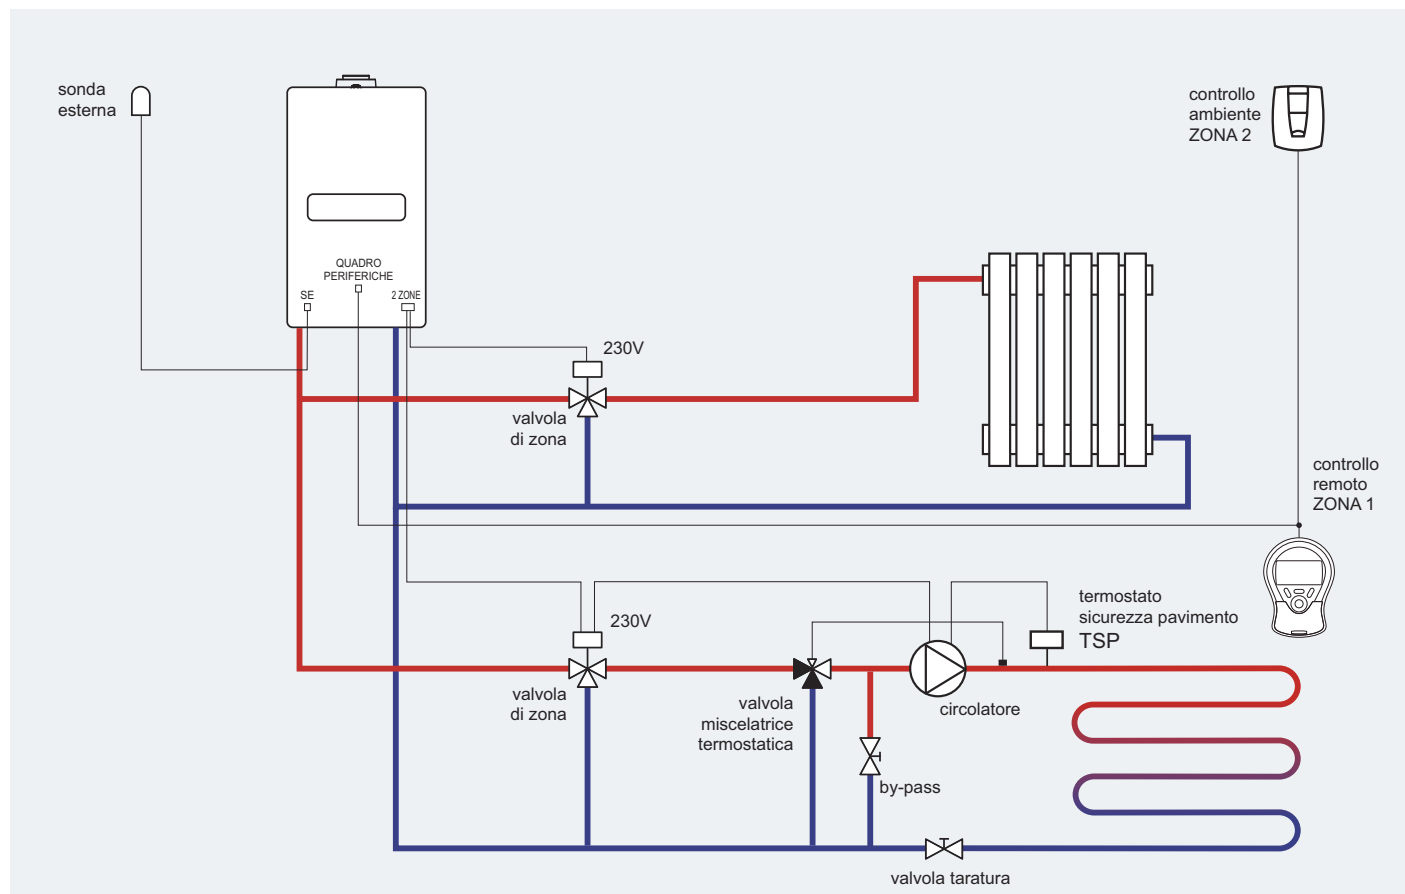 sonda
esterna
controllo
ambiente
ZONA 2
QUADRO
PERIFERICHE
SE
2 ZONE
230V
valvola
di zona
controllo
remoto
ZONA 1
230V
termostato
sicurezza pavimento
TSP
valvola
di zona
valvola
miscelatrice
termostatica
circolatore
by-pass
valvola taratura